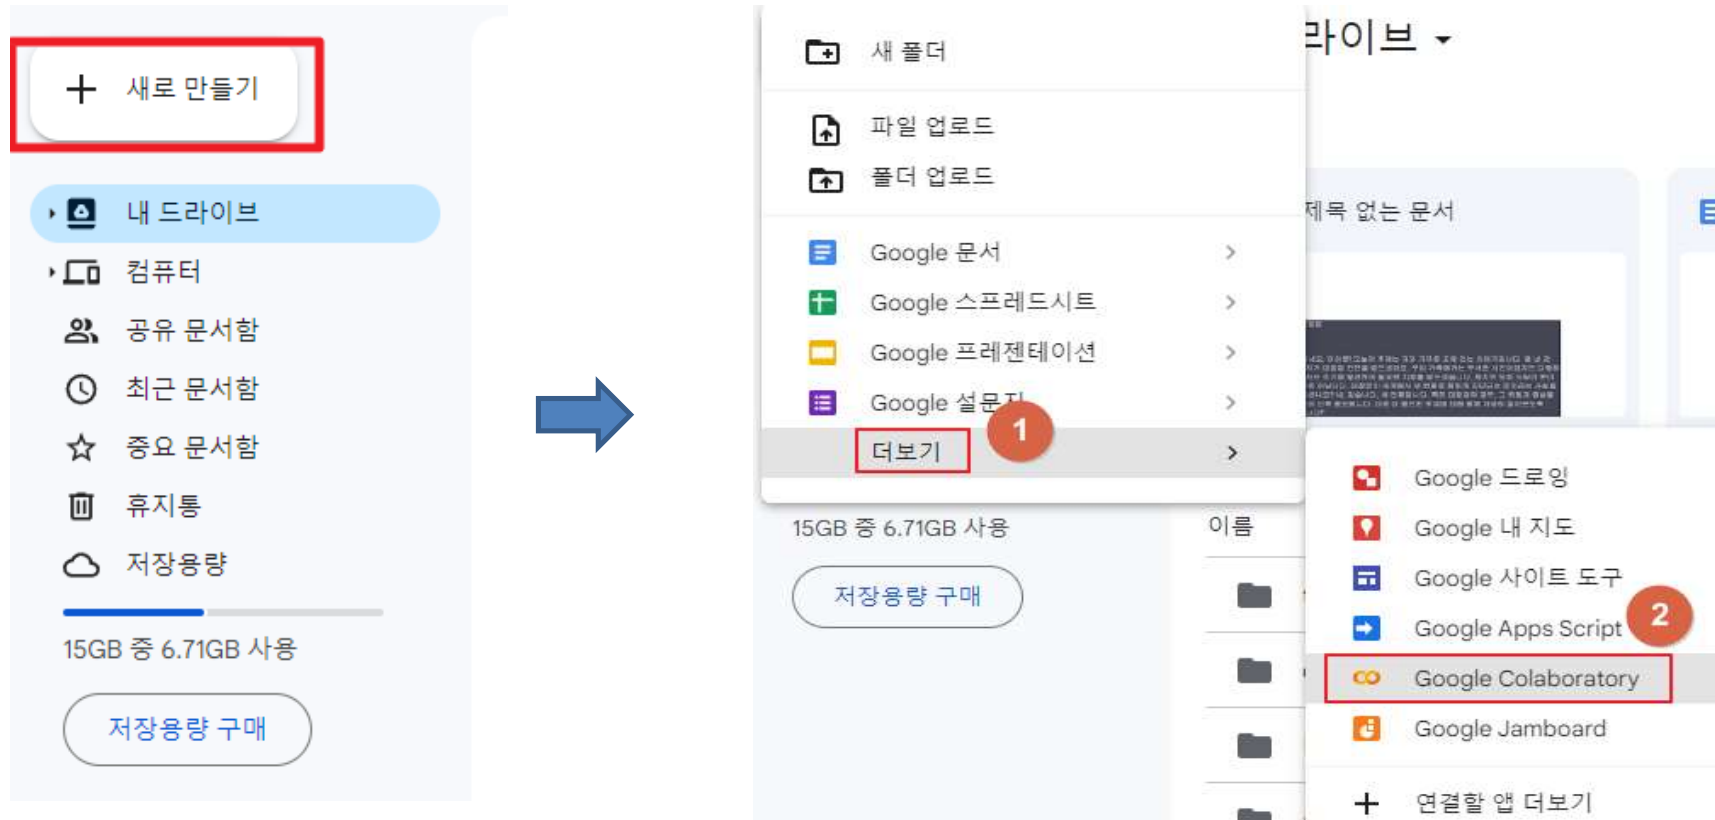 새로 만들기
내 드라이브
컴퓨터
공유 문서함
최근 문서함
중요 문서함
휴지통
저장용량
15GB 중 6.71GB 사용
저장용량 구매
새 폴더
파일 업로드
폴더 업로드
Google 문서
Google 스프레드시트
Google 프레젠테이션
Google 설문지
1
더보기
라이브
제목 없는 문서
15GB 중 6.71GB 사용
저장용량 구매
이름
Google 드로잉
Google 내 지도
Google 사이트 도구
Google Apps Script
2
Google Colaboratory
Google Jamboard
연결할 앱 더보기